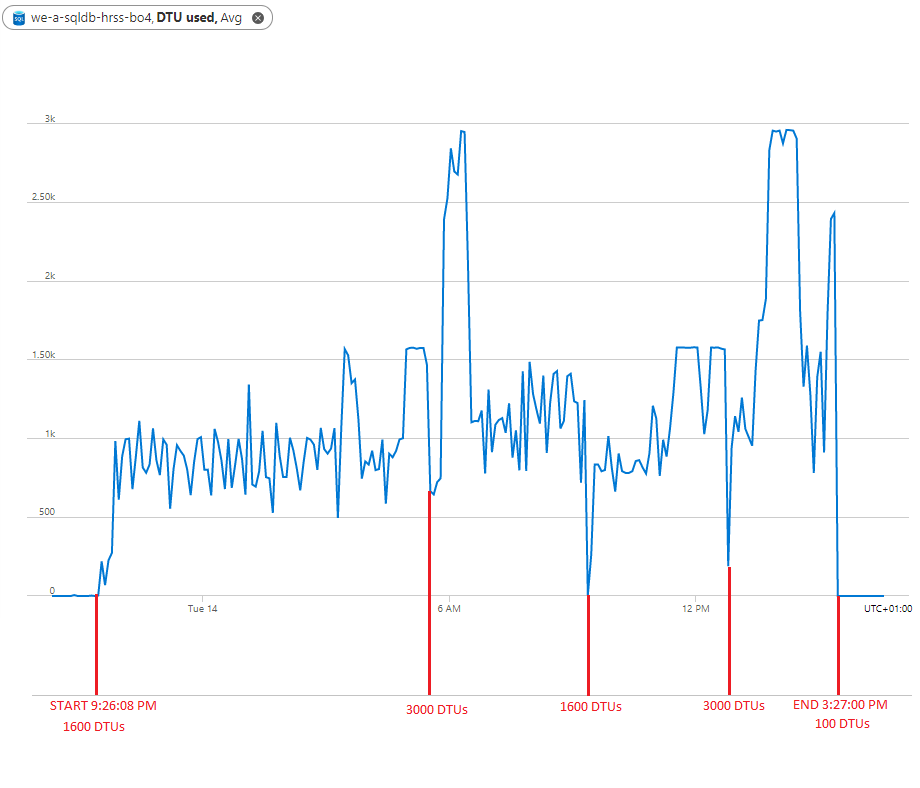 SQL we-a-sqldb-hrss-bo4, DTU used, Avg
3k
2.50k
2k
1.50k
1k
500
0
Tue 14 6 AM 12 PM UTC+01:00
START 9:26:08 PM
1600 DTUs
3000 DTUs
1600 DTUs
3000 DTUs
END 3:27:00 PM
100 DTUs